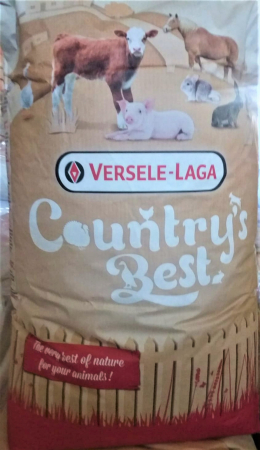 VERSELE-LAGA
Country's
Best
The very best of nature
for your animals!